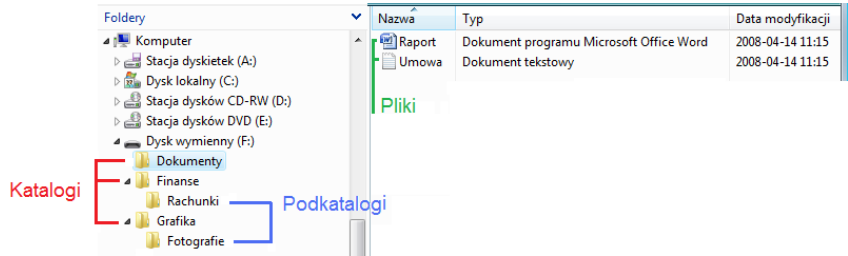 Foldery
Nazwa Typ Data modyfikacji
Komputer
Stacja dyskietek (A:)
Dysk lokalny (C:)
Stacja dysków CD-RW (D:)
Stacja dysków DVD (E:)
Dysk wymienny (F:)
Dokumenty
Finanse
Rachunki
Grafika
Fotografie
Katalogi
Podkatalogi
Raport Dokument programu Microsoft Office Word 2008-04-14 11:15
Umowa Dokument tekstowy 2008-04-14 11:15
Pliki